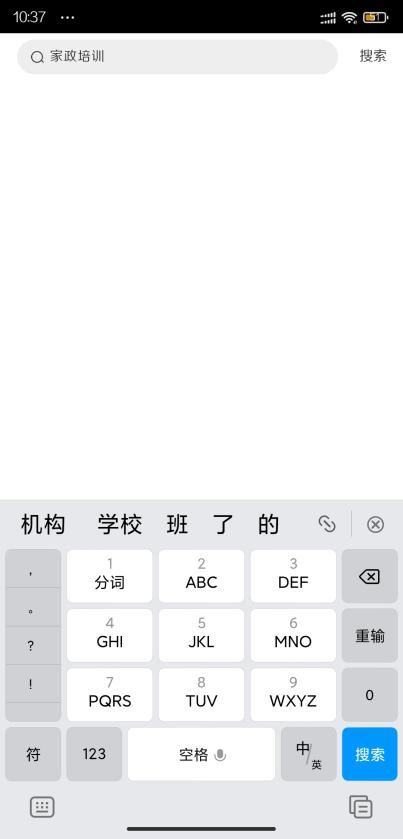 10:37 ••• 51
家政培训 搜索
机构 学校 班 了 的
， 1 分词 2 ABC 3 DEF
。 4 GHI 5 JKL 6 MNO 重输
? ! 7 PQRS 8 TUV 9 WXYZ 0
符 123 空格 中/英 搜索